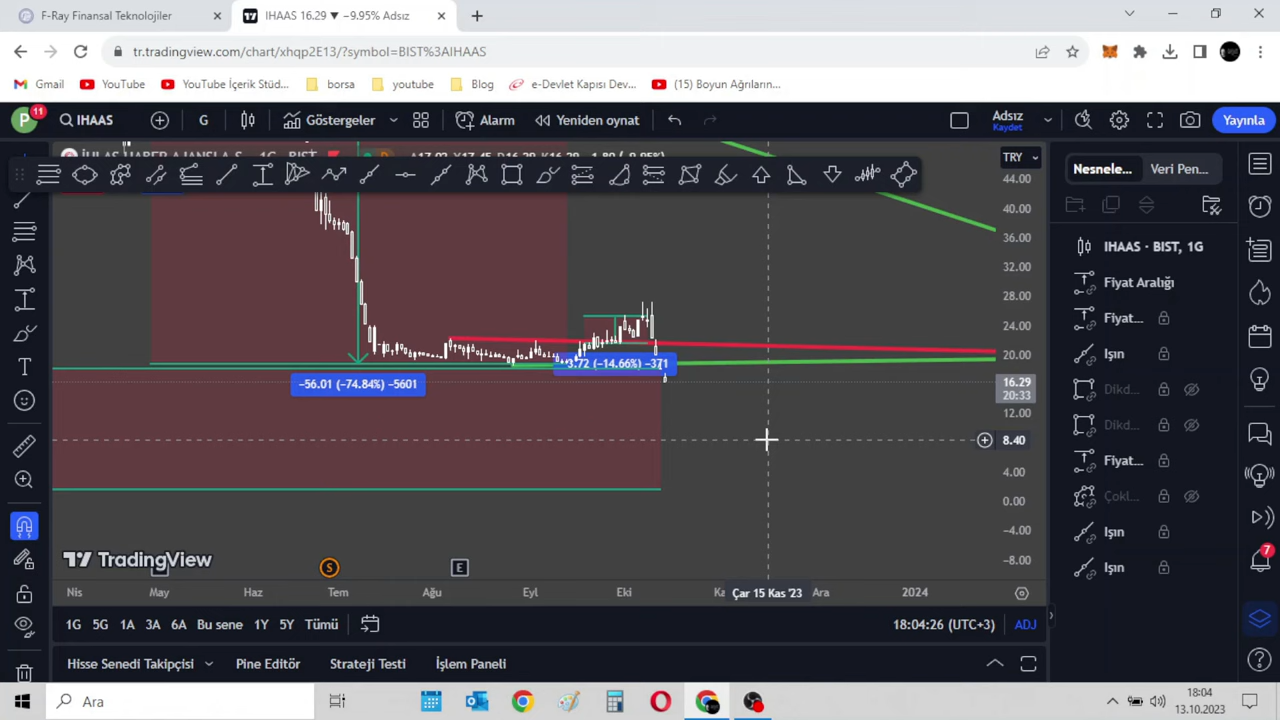 F-Ray Finansal Teknolojiler
IHAAS 16.29 ▼ −9.95% Adsız
tr.tradingview.com/chart/xhqp2E13/?symbol=BIST%3AIHAAS
Gmail YouTube YouTube İçerik Stüd... borsa youtube Blog e-Devlet Kapısı Dev... (15) Boyun Ağrıların...
P 11 IHAAS G Göstergeler Alarm Yeniden oynat Adsız Kaydet Yayınla
TRY
Nesnele... Veri Pen...
44.00
40.00
36.00
32.00
28.00
24.00
20.00
16.29
20:33
12.00
8.40
4.00
0.00
−4.00
−8.00
−3.72 (−14.66%) −371
−56.01 (−74.84%) −5601
IHAAS · BIST, 1G
Fiyat Aralığı
Fiyat...
Işın
Dikd...
Dikd...
Fiyat...
Çokl...
Işın
Işın
TradingView
S E
Nis May Haz Tem Ağu Eyl Eki Çar 15 Kas '23 Ara 2024
1G 5G 1A 3A 6A Bu sene 1Y 5Y Tümü 18:04:26 (UTC+3) ADJ
7
Hisse Senedi Takipçisi Pine Editör Strateji Testi İşlem Paneli
Ara
18:04
13.10.2023